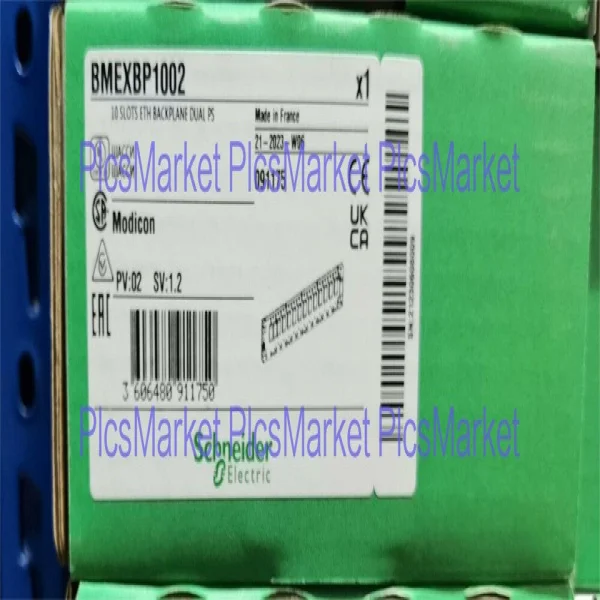 BMEXBP1002 x1
10 SLOTS ETH BACKPLANE DUAL PS
Made in France
21-2023-W06
PlcsMarket PlcsMarket PlcsMarket
091175
CE
UK
CA
Modicon
PV:02 SV:1.2
EAC
3 606480 911750
PlcsMarket PlcsMarket PlcsMarket
Schneider
Electric